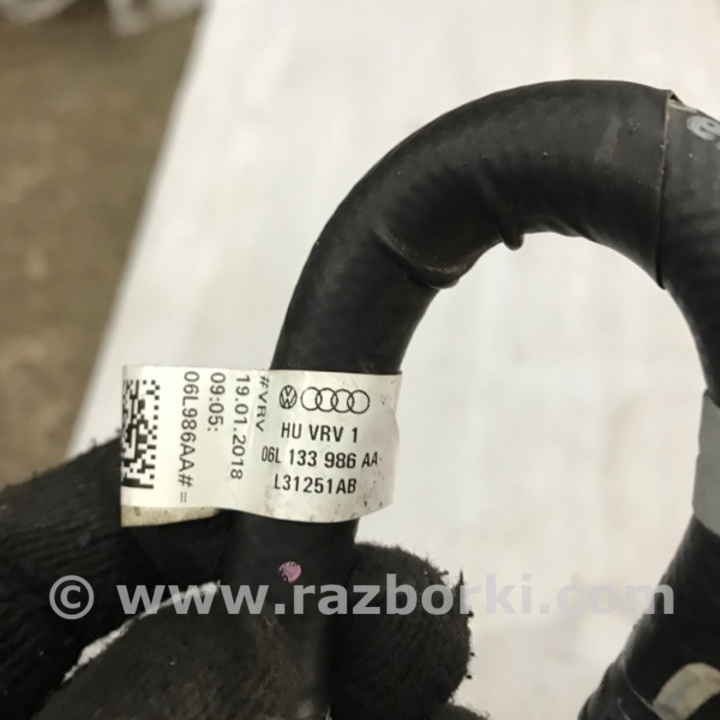 HU VRV 1
06L 133 986 AA
L31251AB
#VRV
19.01.2018
09:05:
06L986AA#=
© www.razborki.com